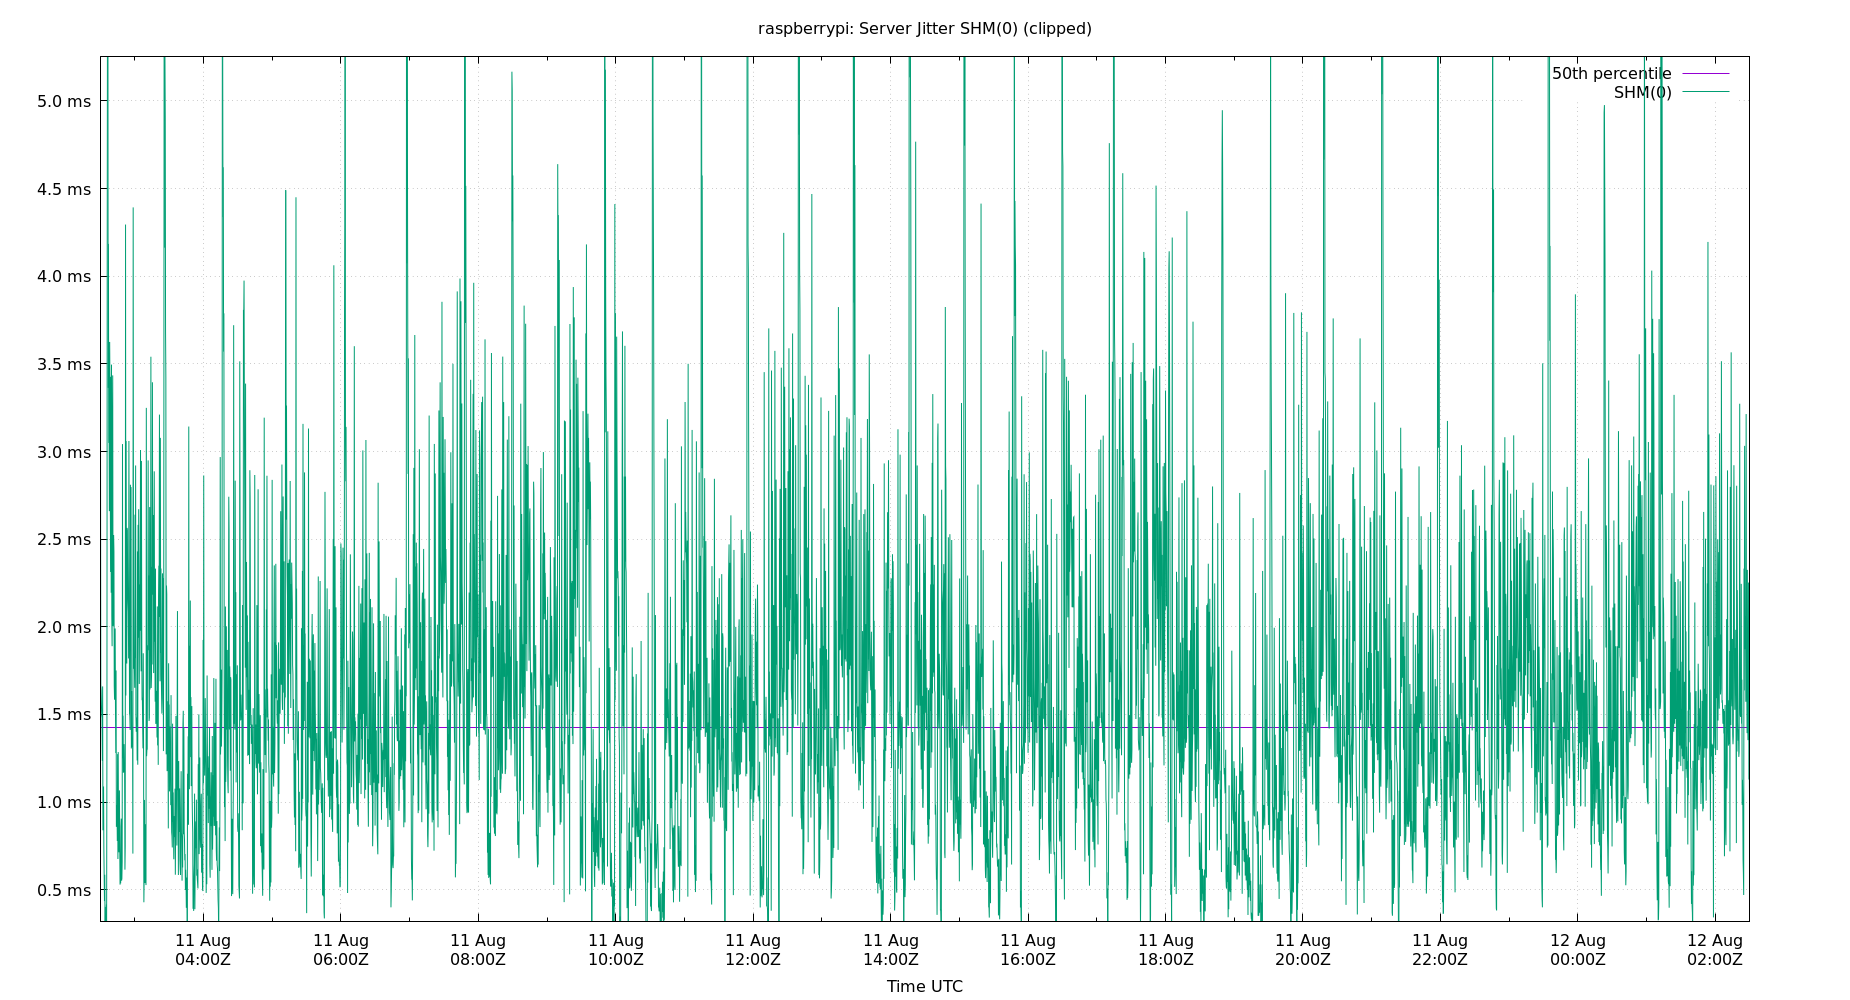 raspberrypi: Server Jitter SHM(0) (clipped)
50th percentile
SHM(0)
5.0 ms
4.5 ms
4.0 ms
3.5 ms
3.0 ms
2.5 ms
2.0 ms
1.5 ms
1.0 ms
0.5 ms
11 Aug 11 Aug 11 Aug 11 Aug 11 Aug 11 Aug 11 Aug 11 Aug 11 Aug 11 Aug 12 Aug 12 Aug
04:00Z 06:00Z 08:00Z 10:00Z 12:00Z 14:00Z 16:00Z 18:00Z 20:00Z 22:00Z 00:00Z 02:00Z
Time UTC